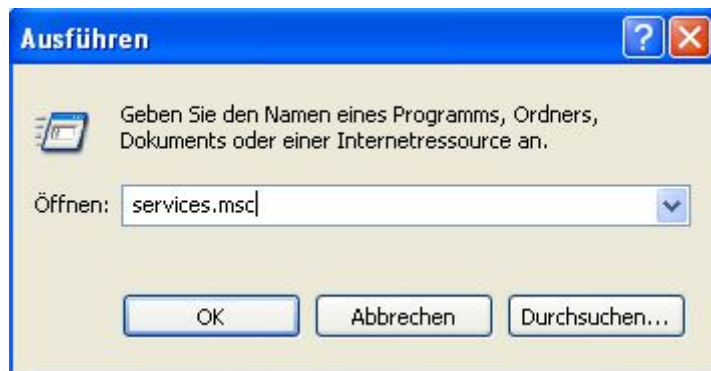 Ausführen
Geben Sie den Namen eines Programms, Ordners,
Dokuments oder einer Internetressource an.
Öffnen: services.msc
OK Abbrechen Durchsuchen...